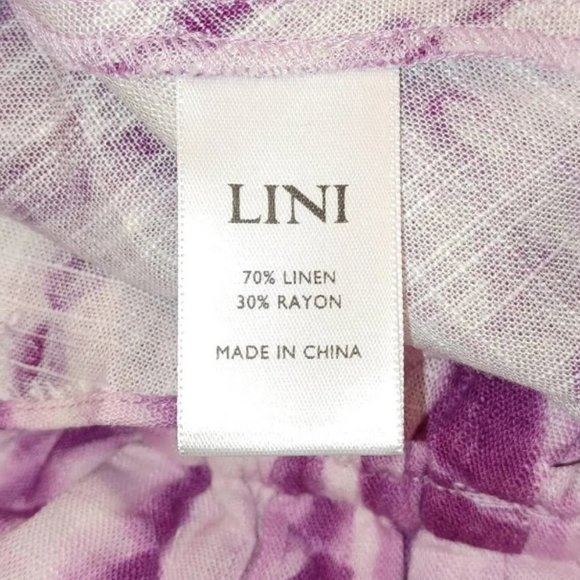 LINI
70% LINEN
30% RAYON
MADE IN CHINA